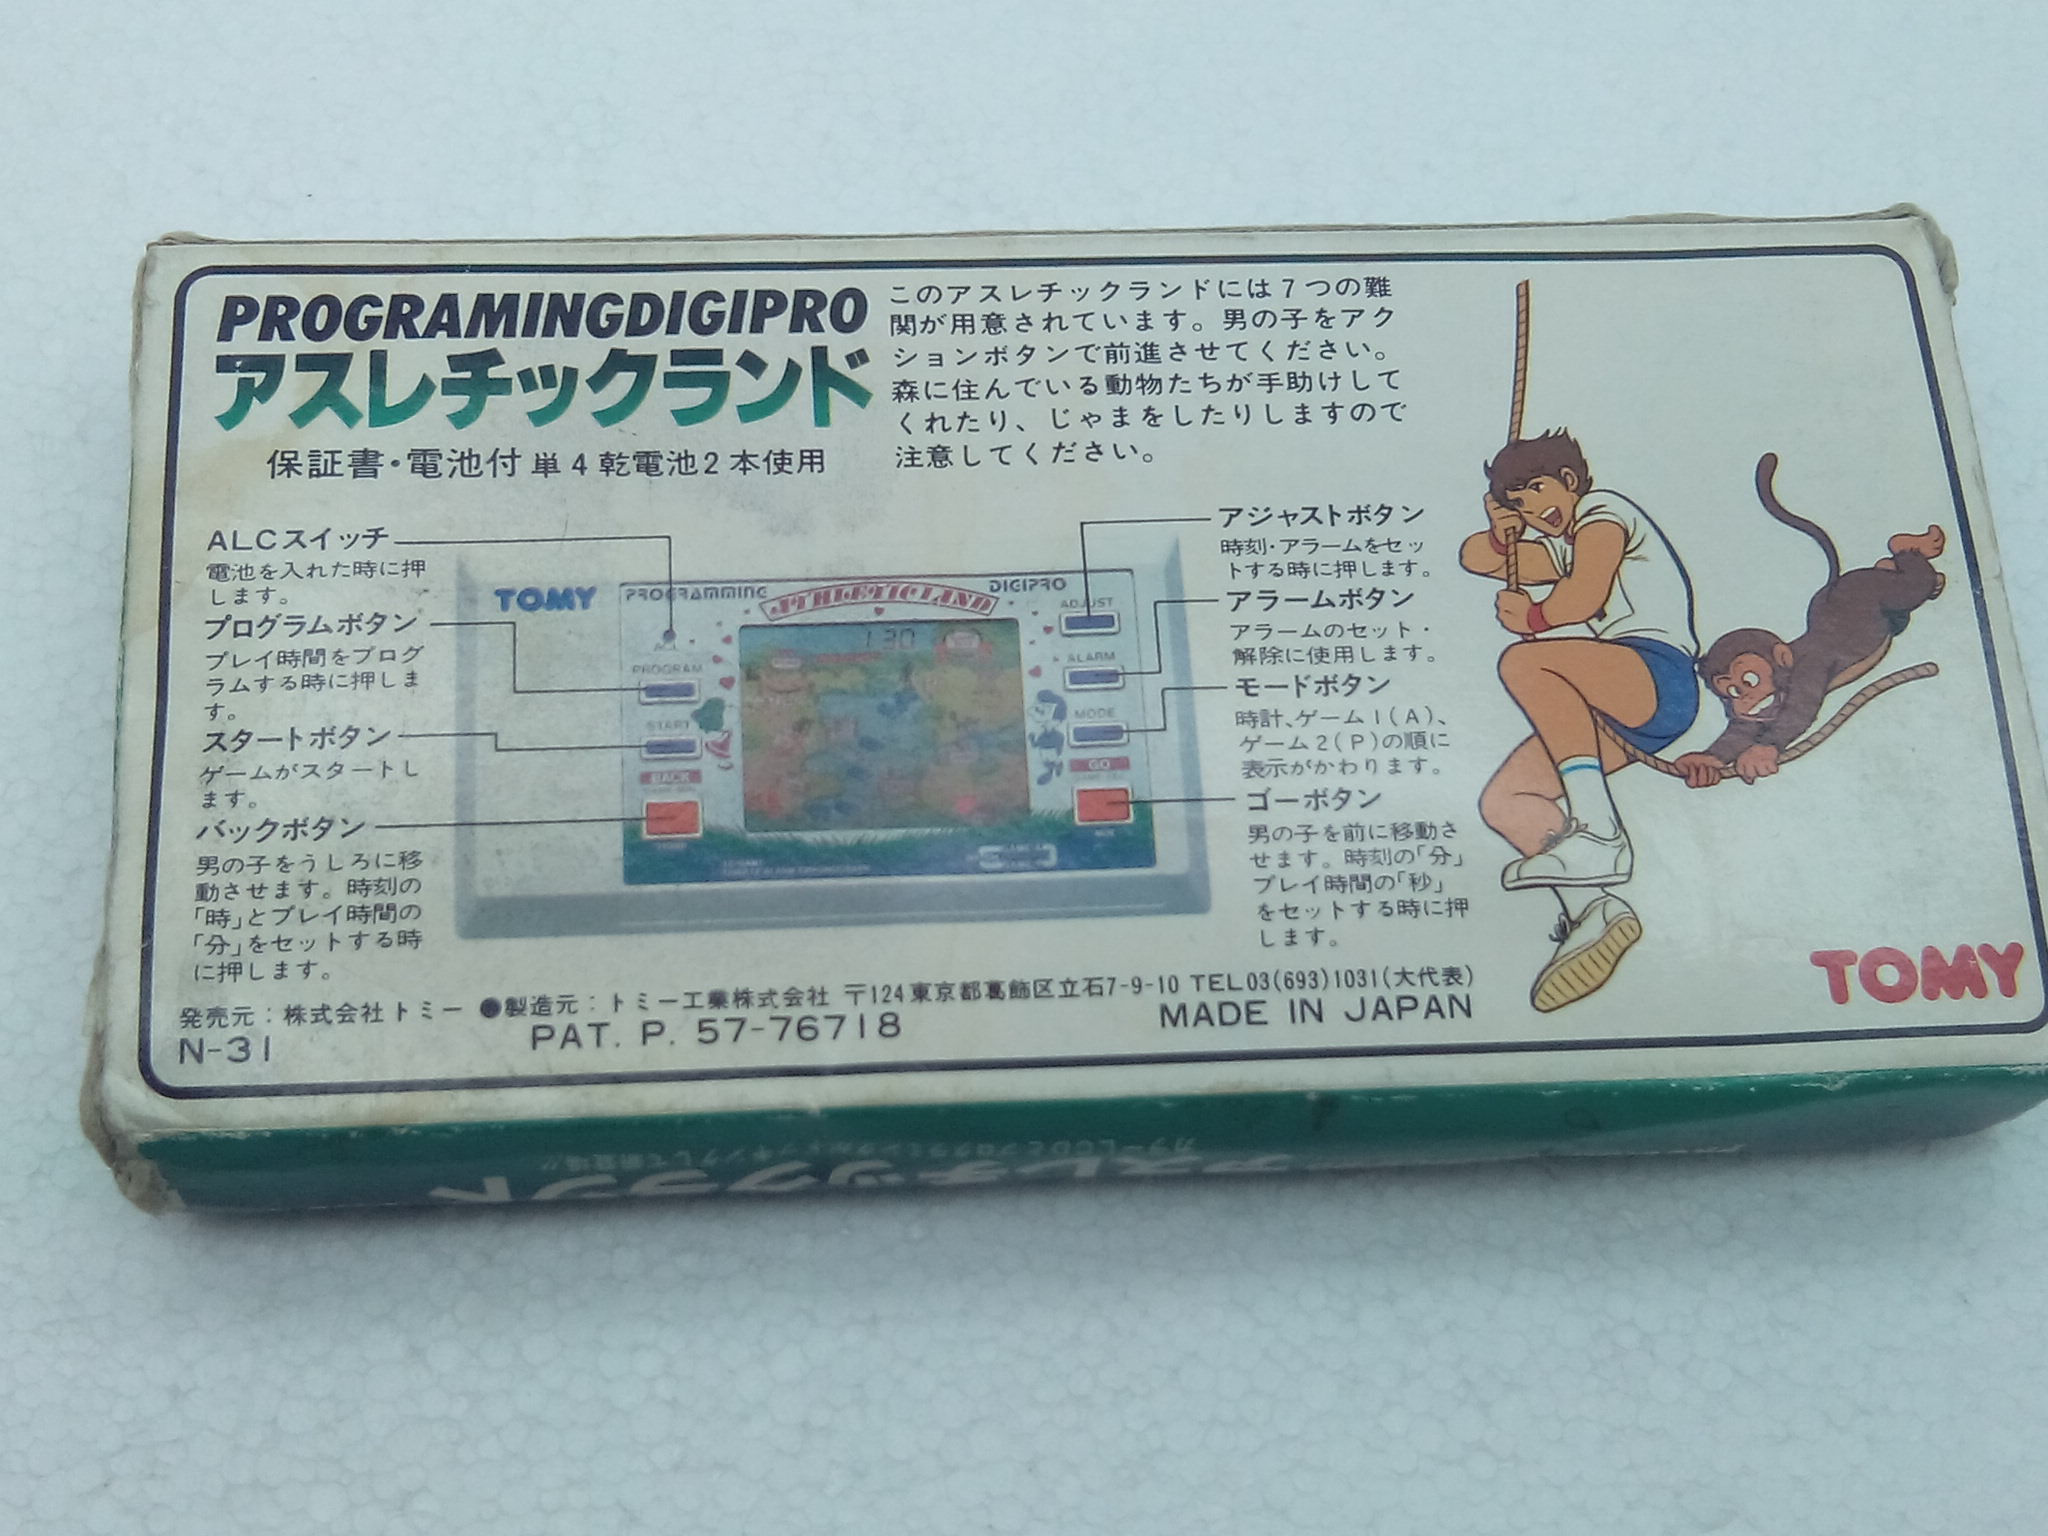 PROGRAMINGDIGIPRO
アスレチックランド
保証書・電池付 単4乾電池2本使用
このアスレチックランドには7つの難
関が用意されています。男の子をアク
ションボタンで前進させてください。
森に住んでいる動物たちが手助けして
くれたり、じゃまをしたりしますので
注意してください。
ALCスイッチ
電池を入れた時に押
します。
プログラムボタン
プレイ時間をプログ
ラムする時に押しま
す。
スタートボタン
ゲームがスタートし
ます。
バックボタン
男の子をうしろに移
動させます。時刻の
「時」とプレイ時間の
「分」をセットする時
に押します。
TOMY
PROGRAMMING
ATHLETICLAND
DIGIPRO
ACL
PROGRAM
START
BACK
1:30
ADJUST
ALARM
MODE
GO
アジャストボタン
時刻・アラームをセッ
トする時に押します。
アラームボタン
アラームのセット・
解除に使用します。
モードボタン
時計、ゲーム1(A)、
ゲーム2(P)の順に
表示がかわります。
ゴーボタン
男の子を前に移動さ
せます。時刻の「分」
プレイ時間の「秒」
をセットする時に押
します。
TOMY
発売元：株式会社トミー ●製造元：トミー工業株式会社 〒124東京都葛飾区立石7-9-10 TEL03(693)1031(大代表)
N-31
PAT. P. 57-76718
MADE IN JAPAN
アスレチックランド